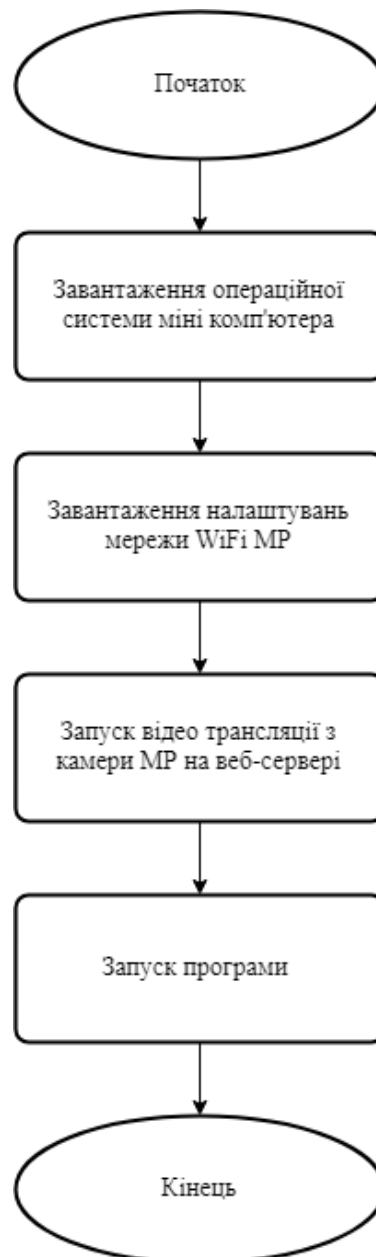 Початок
Завантаження операційної
системи міні комп'ютера
Завантаження налаштувань
мережи WiFi МР
Запуск відео трансляції з
камери МР на веб-сервері
Запуск програми
Кінець